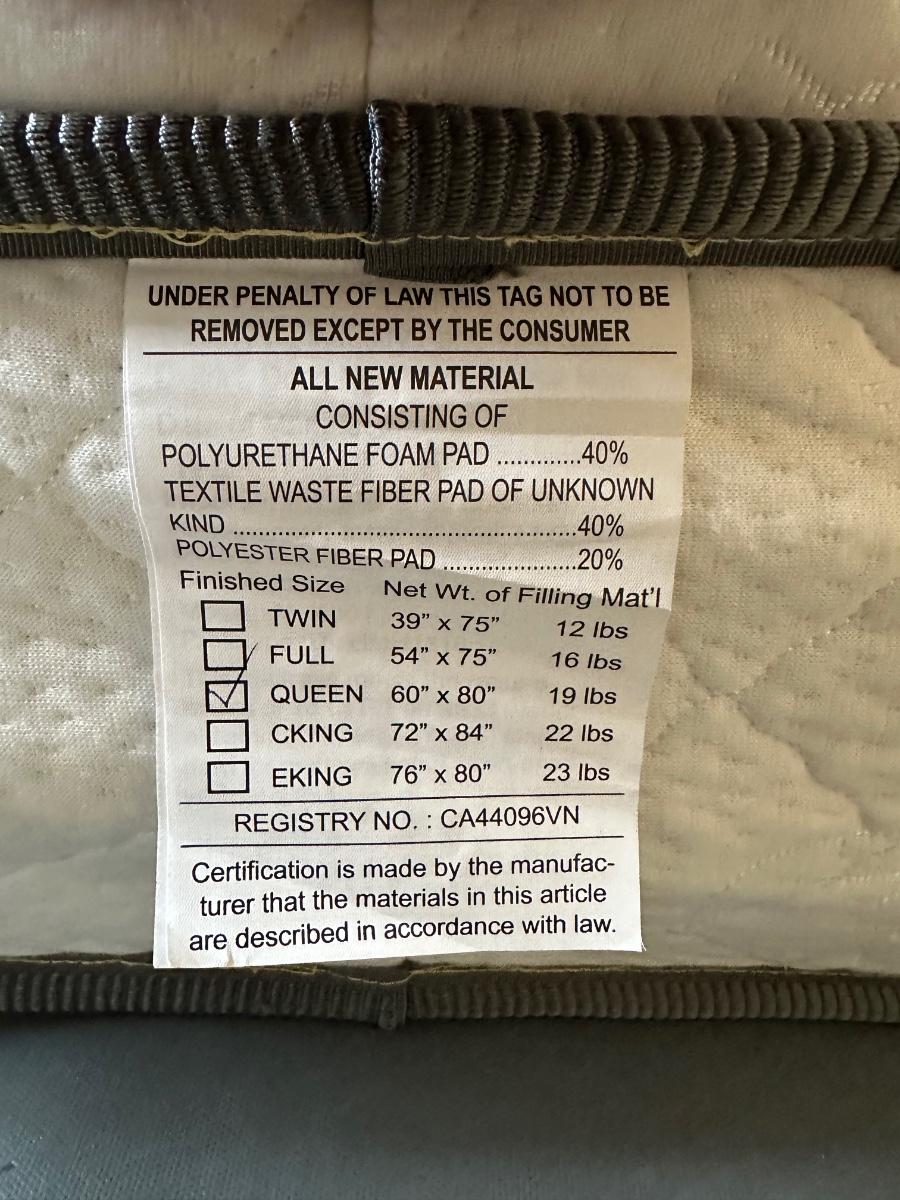 UNDER PENALTY OF LAW THIS TAG NOT TO BE
REMOVED EXCEPT BY THE CONSUMER
ALL NEW MATERIAL
CONSISTING OF
POLYURETHANE FOAM PAD .............40%
TEXTILE WASTE FIBER PAD OF UNKNOWN
KIND ......................................................40%
POLYESTER FIBER PAD .....................20%
Finished Size Net Wt. of Filling Mat'l
TWIN 39” x 75” 12 lbs
FULL 54” x 75” 16 lbs
QUEEN 60” x 80” 19 lbs
CKING 72” x 84” 22 lbs
EKING 76” x 80” 23 lbs
REGISTRY NO. : CA44096VN
Certification is made by the manufac-
turer that the materials in this article
are described in accordance with law.